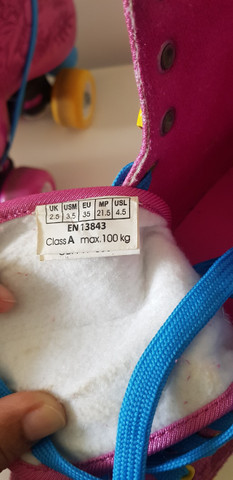 UK USM EU MP USL
2.5 3.5 35 21.5 4.5
EN 13843
Class A max. 100 kg